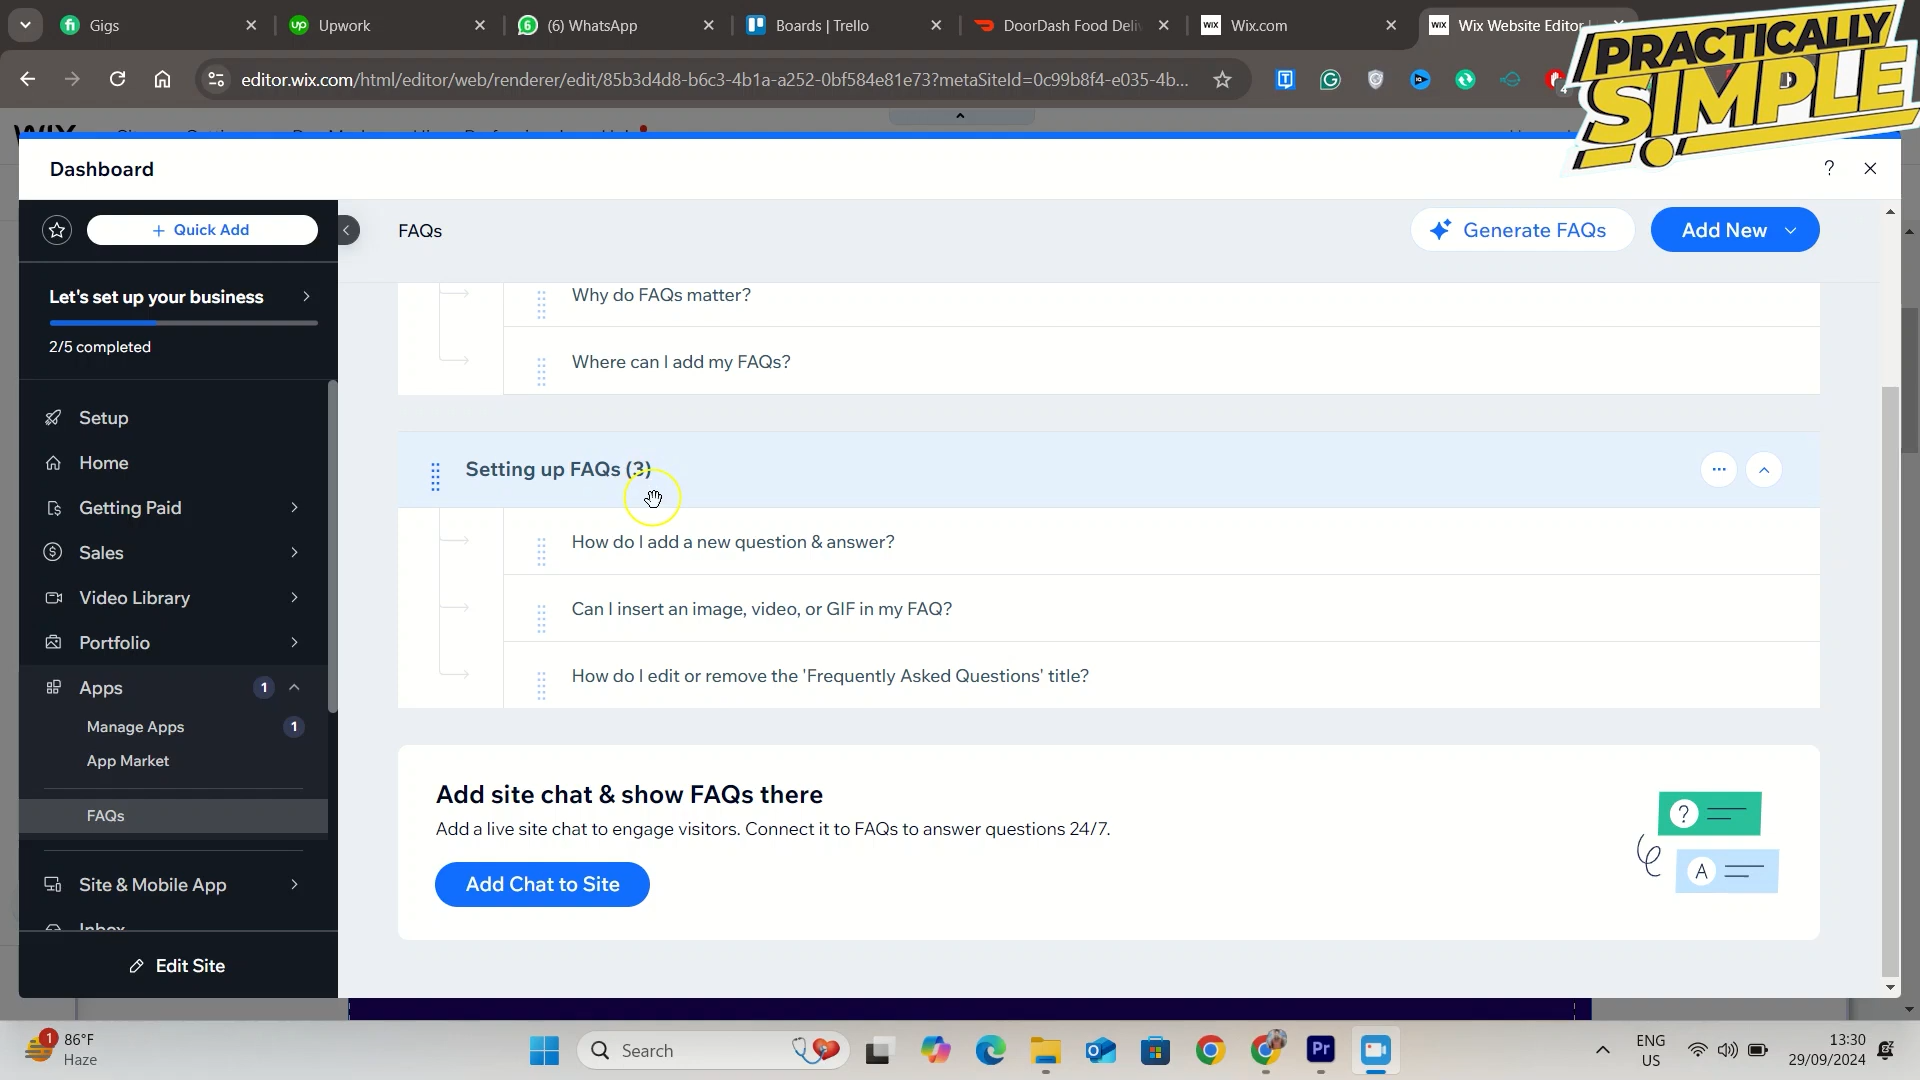 Gigs
Upwork
(6) WhatsApp
Boards | Trello
DoorDash Food Deli
Wix.com
Wix Website Editor
PRACTICALLY
SIMPLE
editor.wix.com/html/editor/web/renderer/edit/85b3d4d8-b6c3-4b1a-a252-0bf584e81e73?metaSiteId=0c99b8f4-e035-4b...
Dashboard
?
Quick Add
FAQs
Generate FAQs
Add New
Let's set up your business
2/5 completed
Why do FAQs matter?
Where can I add my FAQs?
Setup
Home
Getting Paid
Sales
Video Library
Portfolio
Apps 1
Manage Apps 1
App Market
FAQs
Site & Mobile App
Inbox
Edit Site
Setting up FAQs (3)
How do I add a new question & answer?
Can I insert an image, video, or GIF in my FAQ?
How do I edit or remove the 'Frequently Asked Questions' title?
Add site chat & show FAQs there
Add a live site chat to engage visitors. Connect it to FAQs to answer questions 24/7.
Add Chat to Site
?
A
1
86°F
Haze
Search
Pr
ENG
US
13:30
29/09/2024